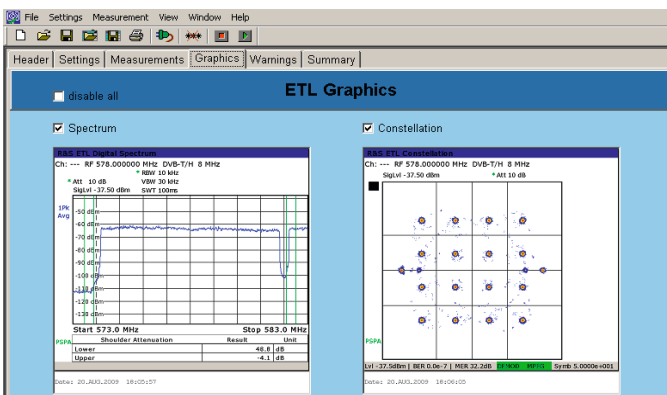 File Settings Measurement View Window Help
Header Settings Measurements Graphics Warnings Summary
ETL Graphics
disable all
Spectrum
R&S ETL Digital Spectrum
Ch: --- RF 578.000000 MHz DVB-T/H 8 MHz
* RBW 10 kHz
* Att 10 dB VBW 30 kHz
SigLvl -37.50 dBm SWT 100ms
1Pk
Avg
-50 dBm
-60 dBm
-70 dBm
-80 dBm
-90 dBm
-100 dBm
-110 dBm
-120 dBm
-130 dBm
Start 573.0 MHz Stop 583.0 MHz
PSPA
Shoulder Attenuation Result Unit
Lower 48.8 dB
Upper -4.1 dB
Date: 20.AUG.2009 16:05:57
Constellation
R&S ETL Constellation
Ch: --- RF 578.000000 MHz DVB-T/H 8 MHz
SigLvl -37.50 dBm * Att 10 dB
PSPA
Lvl -37.5dBm | BER 0.0e-7 | MER 32.2dB DEMOD MPEG Symb 5.0000e+001
Date: 20.AUG.2009 16:06:05